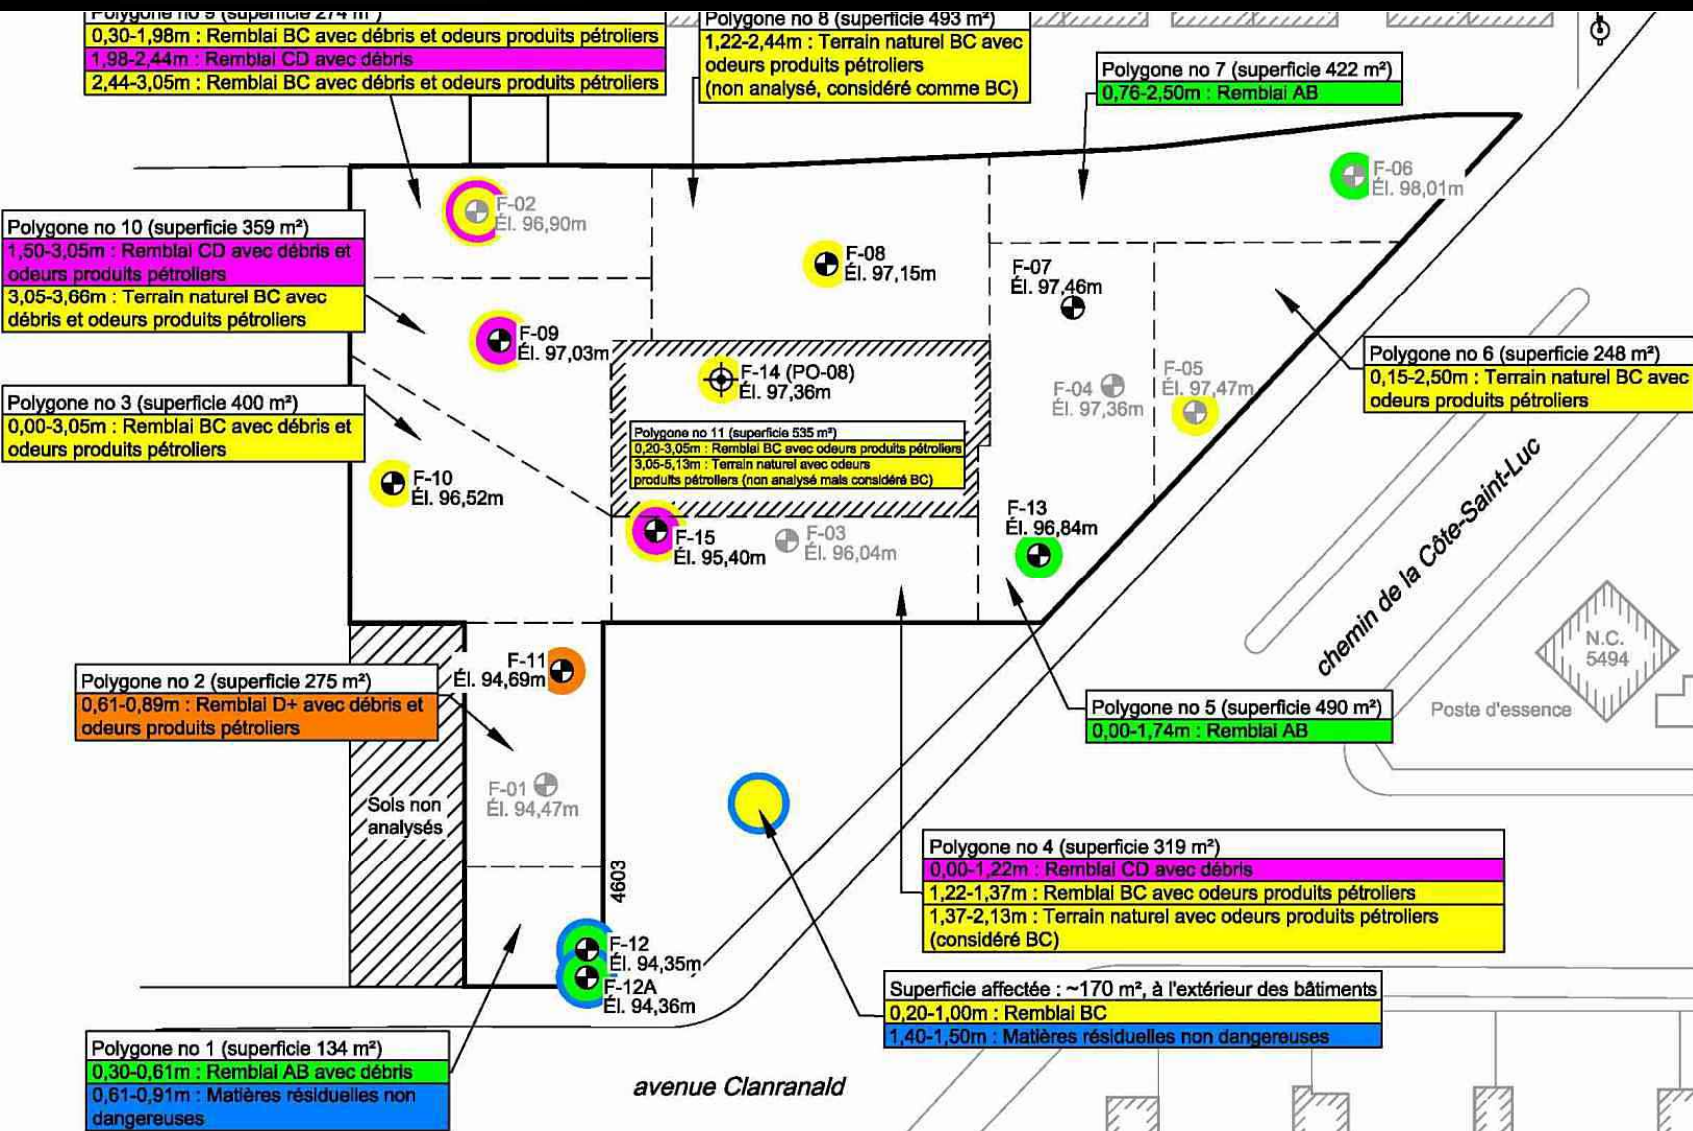 Polygone no 9 (superficie 274 m²)
0,30-1,98m : Remblai BC avec débris et odeurs produits pétroliers
1,98-2,44m : Remblai CD avec débris
2,44-3,05m : Remblai BC avec débris et odeurs produits pétroliers
Polygone no 8 (superficie 493 m²)
1,22-2,44m : Terrain naturel BC avec
odeurs produits pétroliers
(non analysé, considéré comme BC)
Polygone no 7 (superficie 422 m²)
0,76-2,50m : Remblai AB
F-02
Él. 96,90m
F-06
Él. 98,01m
Polygone no 10 (superficie 359 m²)
1,50-3,05m : Remblai CD avec débris et
odeurs produits pétroliers
3,05-3,66m : Terrain naturel BC avec
débris et odeurs produits pétroliers
F-08
Él. 97,15m
F-07
Él. 97,46m
F-09
Él. 97,03m
Polygone no 6 (superficie 248 m²)
0,15-2,50m : Terrain naturel BC avec
odeurs produits pétroliers
F-14 (PO-08)
Él. 97,36m
F-04
Él. 97,36m
F-05
Él. 97,47m
Polygone no 3 (superficie 400 m²)
0,00-3,05m : Remblai BC avec débris et
odeurs produits pétroliers
Polygone no 11 (superficie 535 m²)
0,20-3,05m : Remblai BC avec odeurs produits pétroliers
3,05-5,13m : Terrain naturel avec odeurs
produits pétroliers (non analysé mais considéré BC)
F-10
Él. 96,52m
F-15
Él. 95,40m
F-03
Él. 96,04m
F-13
Él. 96,84m
chemin de la Côte-Saint-Luc
N.C.
5494
Poste d'essence
F-11
Él. 94,69m
Polygone no 2 (superficie 275 m²)
0,61-0,89m : Remblai D+ avec débris et
odeurs produits pétroliers
Polygone no 5 (superficie 490 m²)
0,00-1,74m : Remblai AB
F-01
Él. 94,47m
Sols non
analysés
4603
Polygone no 4 (superficie 319 m²)
0,00-1,22m : Remblai CD avec débris
1,22-1,37m : Remblai BC avec odeurs produits pétroliers
1,37-2,13m : Terrain naturel avec odeurs produits pétroliers
(considéré BC)
F-12
Él. 94,35m
F-12A
Él. 94,36m
Superficie affectée : ~170 m², à l'extérieur des bâtiments
0,20-1,00m : Remblai BC
1,40-1,50m : Matières résiduelles non dangereuses
Polygone no 1 (superficie 134 m²)
0,30-0,61m : Remblai AB avec débris
0,61-0,91m : Matières résiduelles non
dangereuses
avenue Clanranald